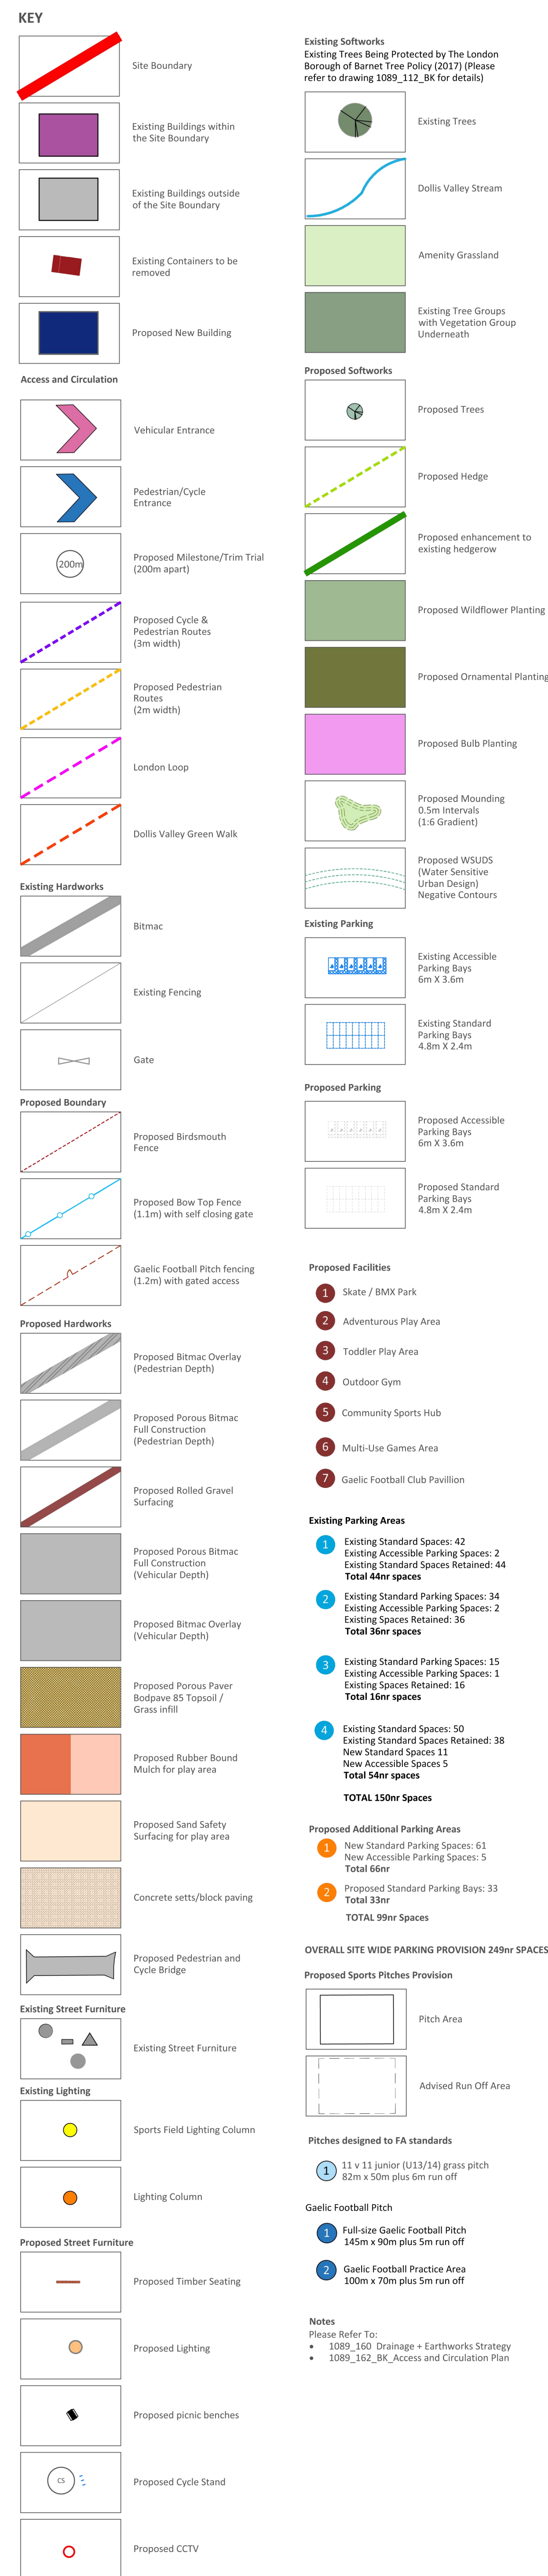 KEY
Site Boundary
Existing Buildings within
the Site Boundary
Existing Buildings outside
of the Site Boundary
Existing Containers to be
removed
Proposed New Building
Access and Circulation
Vehicular Entrance
Pedestrian/Cycle
Entrance
200m
Proposed Milestone/Trim Trial
(200m apart)
Proposed Cycle &
Pedestrian Routes
(3m width)
Proposed Pedestrian
Routes
(2m width)
London Loop
Dollis Valley Green Walk
Existing Hardworks
Bitmac
Existing Fencing
Gate
Proposed Boundary
Proposed Birdsmouth
Fence
Proposed Bow Top Fence
(1.1m) with self closing gate
Gaelic Football Pitch fencing
(1.2m) with gated access
Proposed Hardworks
Proposed Bitmac Overlay
(Pedestrian Depth)
Proposed Porous Bitmac
Full Construction
(Pedestrian Depth)
Proposed Rolled Gravel
Surfacing
Proposed Porous Bitmac
Full Construction
(Vehicular Depth)
Proposed Bitmac Overlay
(Vehicular Depth)
Proposed Porous Paver
Bodpave 85 Topsoil /
Grass infill
Proposed Rubber Bound
Mulch for play area
Proposed Sand Safety
Surfacing for play area
Concrete setts/block paving
Proposed Pedestrian and
Cycle Bridge
Existing Street Furniture
Existing Street Furniture
Existing Lighting
Sports Field Lighting Column
Lighting Column
Proposed Street Furniture
Proposed Timber Seating
Proposed Lighting
Proposed picnic benches
CS
Proposed Cycle Stand
Proposed CCTV
Existing Softworks
Existing Trees Being Protected by The London
Borough of Barnet Tree Policy (2017) (Please
refer to drawing 1089_112_BK for details)
Existing Trees
Dollis Valley Stream
Amenity Grassland
Existing Tree Groups
with Vegetation Group
Underneath
Proposed Softworks
Proposed Trees
Proposed Hedge
Proposed enhancement to
existing hedgerow
Proposed Wildflower Planting
Proposed Ornamental Planting
Proposed Bulb Planting
Proposed Mounding
0.5m Intervals
(1:6 Gradient)
Proposed WSUDS
(Water Sensitive
Urban Design)
Negative Contours
Existing Parking
Existing Accessible
Parking Bays
6m X 3.6m
Existing Standard
Parking Bays
4.8m X 2.4m
Proposed Parking
Proposed Accessible
Parking Bays
6m X 3.6m
Proposed Standard
Parking Bays
4.8m X 2.4m
Proposed Facilities
1 Skate / BMX Park
2 Adventurous Play Area
3 Toddler Play Area
4 Outdoor Gym
5 Community Sports Hub
6 Multi-Use Games Area
7 Gaelic Football Club Pavillion
Existing Parking Areas
1 Existing Standard Spaces: 42
Existing Accessible Parking Spaces: 2
Existing Standard Spaces Retained: 44
Total 44nr spaces
2 Existing Standard Parking Spaces: 34
Existing Accessible Parking Spaces: 2
Existing Spaces Retained: 36
Total 36nr spaces
3 Existing Standard Parking Spaces: 15
Existing Accessible Parking Spaces: 1
Existing Spaces Retained: 16
Total 16nr spaces
4 Existing Standard Spaces: 50
Existing Standard Spaces Retained: 38
New Standard Spaces 11
New Accessible Spaces 5
Total 54nr spaces
TOTAL 150nr Spaces
Proposed Additional Parking Areas
1 New Standard Parking Spaces: 61
New Accessible Parking Spaces: 5
Total 66nr
2 Proposed Standard Parking Bays: 33
Total 33nr
TOTAL 99nr Spaces
OVERALL SITE WIDE PARKING PROVISION 249nr SPACES
Proposed Sports Pitches Provision
Pitch Area
Advised Run Off Area
Pitches designed to FA standards
1 11 v 11 junior (U13/14) grass pitch
82m x 50m plus 6m run off
Gaelic Football Pitch
1 Full-size Gaelic Football Pitch
145m x 90m plus 5m run off
2 Gaelic Football Practice Area
100m x 70m plus 5m run off
Notes
Please Refer To:
• 1089_160 Drainage + Earthworks Strategy
• 1089_162_BK_Access and Circulation Plan